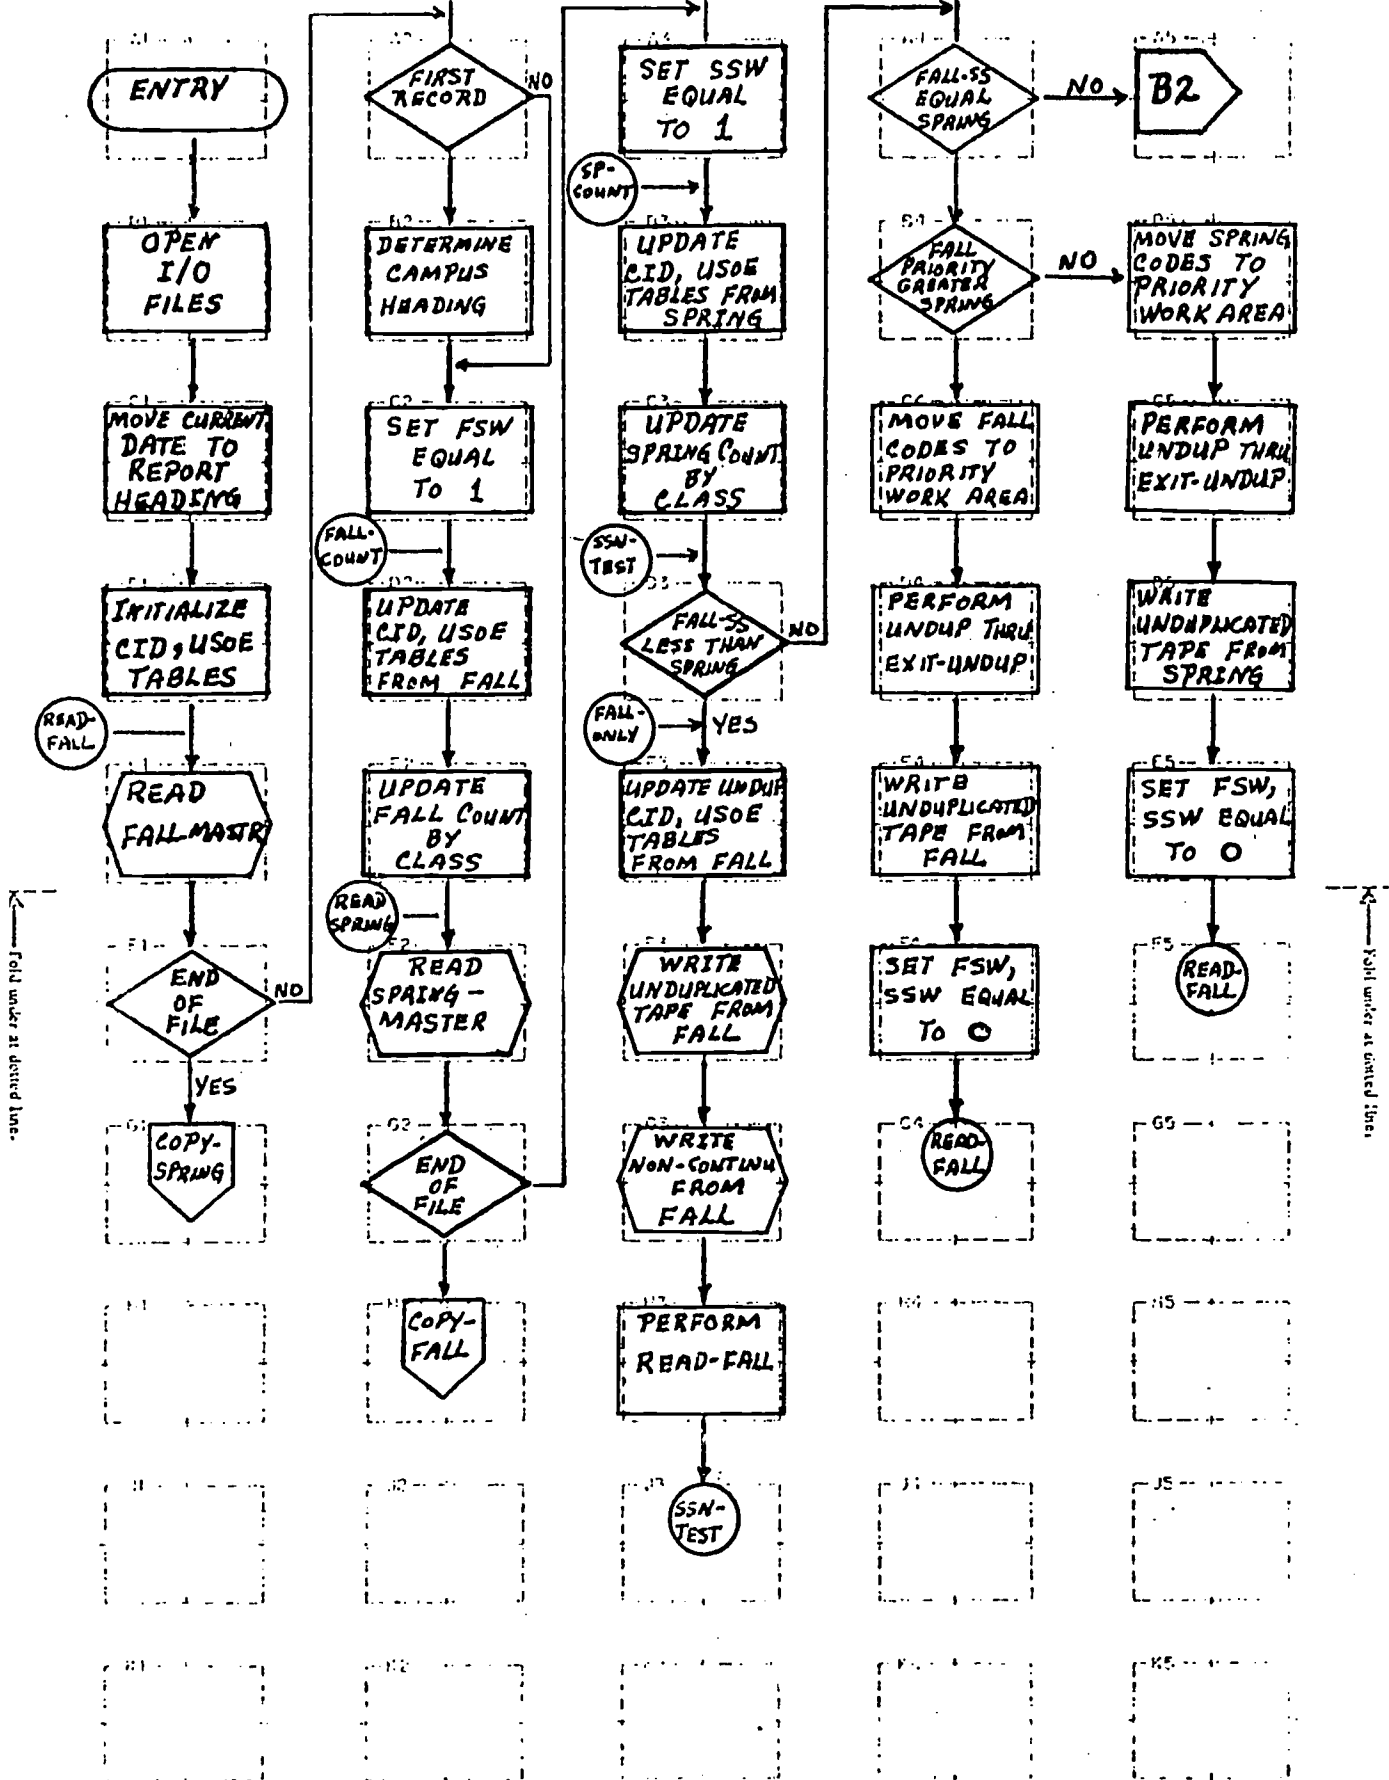 ENTRY
OPEN
I/O
FILES
MOVE CURRENT
DATE TO
REPORT
HEADING
INITIALIZE
CID, USOE
TABLES
READ-
FALL
READ
FALLMASTR
END
OF
FILE
NO
YES
COPY-
SPRING
FIRST
RECORD
NO
DETERMINE
CAMPUS
HEADING
SET FSW
EQUAL
TO 1
FALL-
COUNT
UPDATE
CID, USOE
TABLES
FROM FALL
UPDATE
FALL COUNT
BY
CLASS
READ
SPRING
READ
SPRING-
MASTER
G2
END
OF
FILE
COPY-
FALL
SET SSW
EQUAL
TO 1
SP-
COUNT
UPDATE
CID, USOE
TABLES FROM
SPRING
UPDATE
SPRING COUNT
BY
CLASS
SSN-
TEST
FALL-SS
LESS THAN
SPRING
NO
YES
FALL-
ONLY
UPDATE UNDUP
CID, USOE
TABLES
FROM FALL
WRITE
UNDUPLICATED
TAPE FROM
FALL
WRITE
NON-CONTINU
FROM
FALL
PERFORM
READ-FALL
SSN-
TEST
FALL-SS
EQUAL
SPRING
NO
B2
FALL
PRIORITY
GREATER
SPRING
NO
MOVE FALL
CODES TO
PRIORITY
WORK AREA
PERFORM
UNDUP THRU
EXIT-UNDUP
WRITE
UNDUPLICATED
TAPE FROM
FALL
SET FSW,
SSW EQUAL
TO 0
G4
READ-
FALL
MOVE SPRING
CODES TO
PRIORITY
WORK AREA
PERFORM
UNDUP THRU
EXIT-UNDUP
WRITE
UNDUPLICATED
TAPE FROM
SPRING
E5
SET FSW,
SSW EQUAL
TO 0
F5
READ-
FALL
G5
H5
J5
K5
Fold under at dotted line.
Fold under at dotted line.